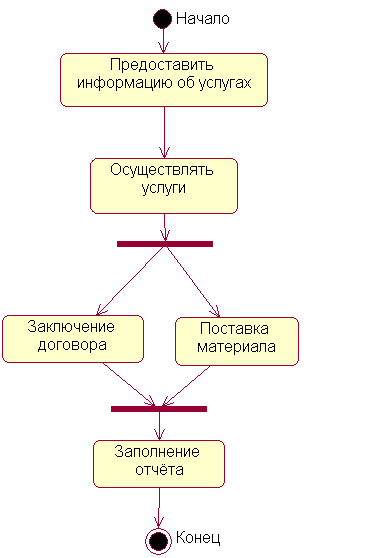 Начало
Предоставить
информацию об услугах
Осуществлять
услуги
Заключение
договора
Поставка
материала
Заполнение
отчёта
Конец